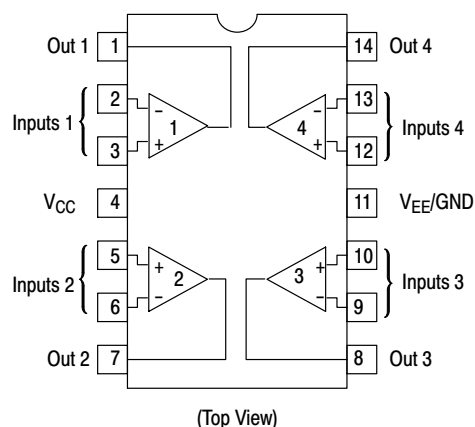 Out 1 1 14 Out 4
2 - - 13
Inputs 1 1 4 Inputs 4
3 + + 12
VCC 4 11 VEE/GND
5 + + 10
Inputs 2 2 3 Inputs 3
6 - - 9
Out 2 7 8 Out 3
(Top View)